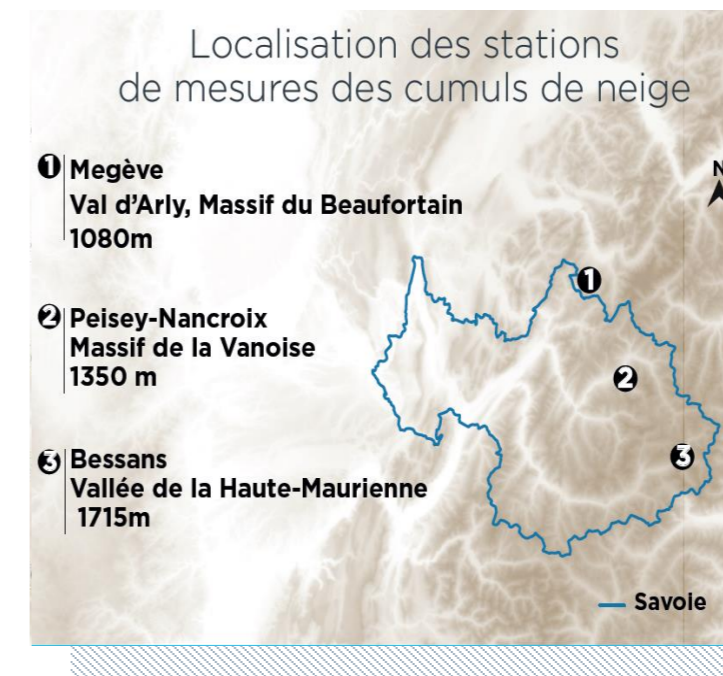 Localisation des stations
de mesures des cumuls de neige
N
1 Megève
Val d'Arly, Massif du Beaufortain
1080m
1
2 Peisey-Nancroix
Massif de la Vanoise
1350 m
2
3 Bessans
Vallée de la Haute-Maurienne
1715m
3
Savoie